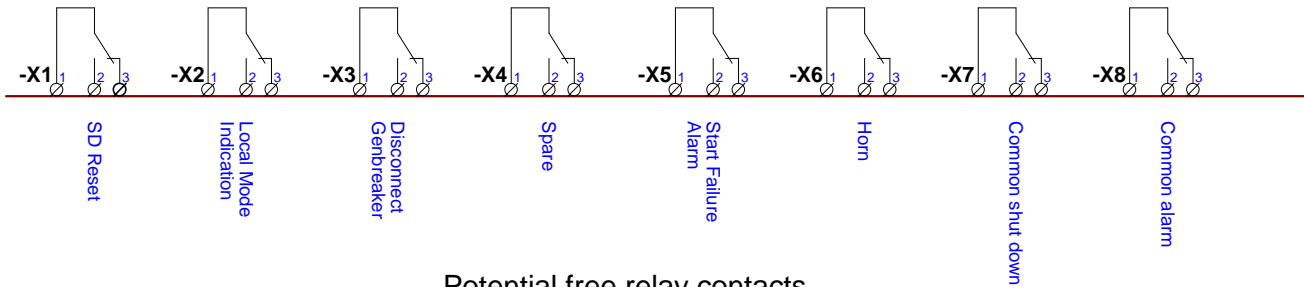 -X1 1 2 3
-X2 1 2 3
-X3 1 2 3
-X4 1 2 3
-X5 1 2 3
-X6 1 2 3
-X7 1 2 3
-X8 1 2 3
SD Reset
Local Mode
Indication
Disconnect
Genbreaker
Spare
Start Failure
Alarm
Horn
Common shut down
Common alarm
Potential free relay contacts